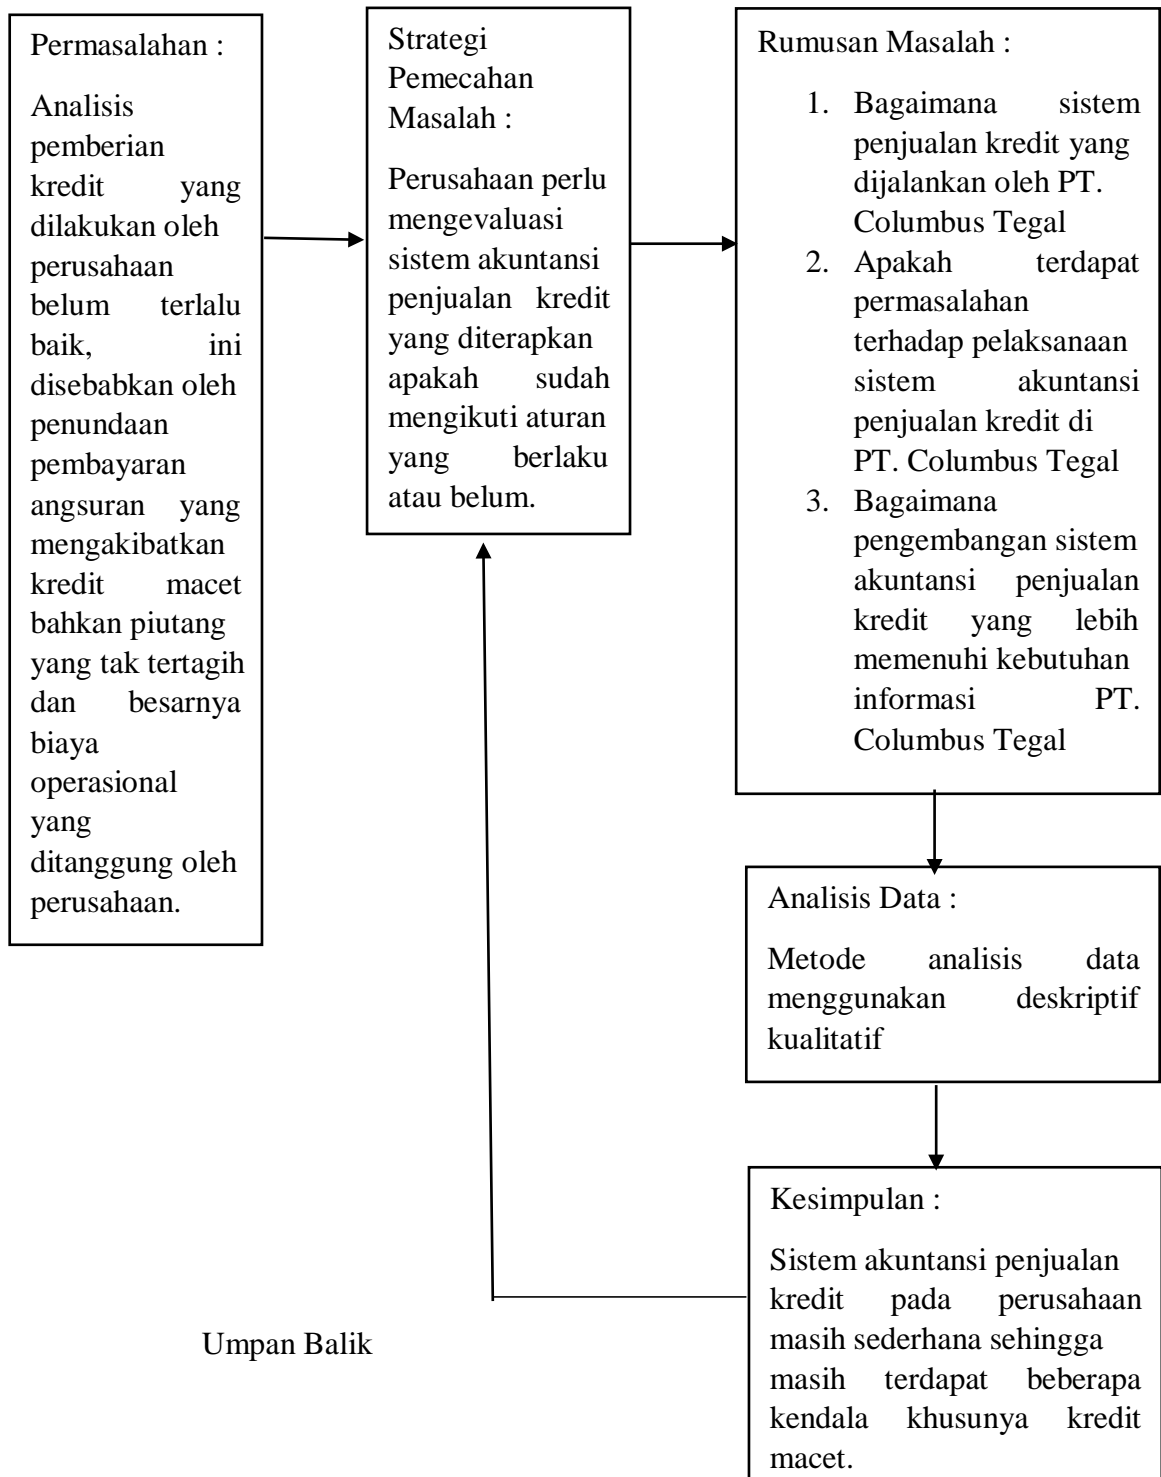 Permasalahan :
Analisis
pemberian
kredit yang
dilakukan oleh
perusahaan
belum terlalu
baik, ini
disebabkan oleh
penundaan
pembayaran
angsuran yang
mengakibatkan
kredit macet
bahkan piutang
yang tak tertagih
dan besarnya
biaya
operasional
yang
ditanggung oleh
perusahaan.
Strategi
Pemecahan
Masalah :
Perusahaan perlu
mengevaluasi
sistem akuntansi
penjualan kredit
yang diterapkan
apakah sudah
mengikuti aturan
yang berlaku
atau belum.
Rumusan Masalah :
1. Bagaimana sistem
penjualan kredit yang
dijalankan oleh PT.
Columbus Tegal
2. Apakah terdapat
permasalahan
terhadap pelaksanaan
sistem akuntansi
penjualan kredit di
PT. Columbus Tegal
3. Bagaimana
pengembangan sistem
akuntansi penjualan
kredit yang lebih
memenuhi kebutuhan
informasi PT.
Columbus Tegal
Analisis Data :
Metode analisis data
menggunakan deskriptif
kualitatif
Kesimpulan :
Sistem akuntansi penjualan
kredit pada perusahaan
masih sederhana sehingga
masih terdapat beberapa
kendala khusunya kredit
macet.
Umpan Balik